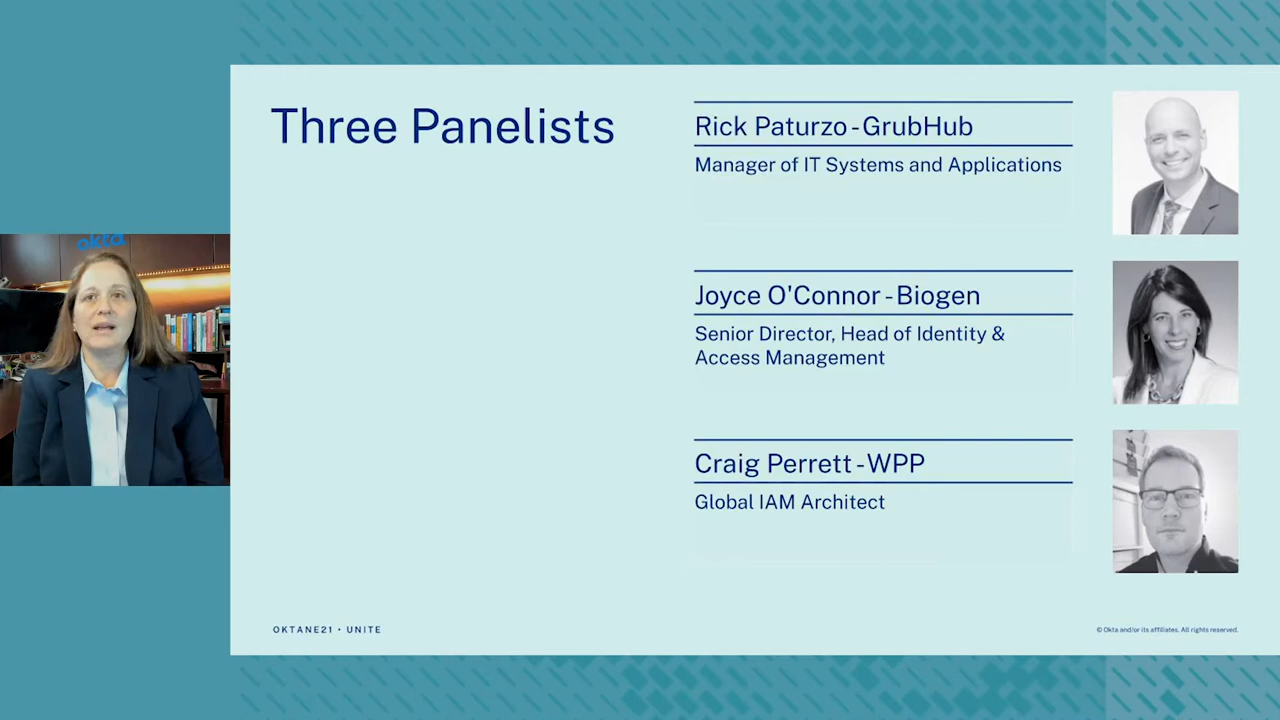 okta
Three Panelists
Rick Paturzo - GrubHub
Manager of IT Systems and Applications
Joyce O'Connor - Biogen
Senior Director, Head of Identity &
Access Management
Craig Perrett - WPP
Global IAM Architect
OKTANE21 • UNITE
© Okta and/or its affiliates. All rights reserved.